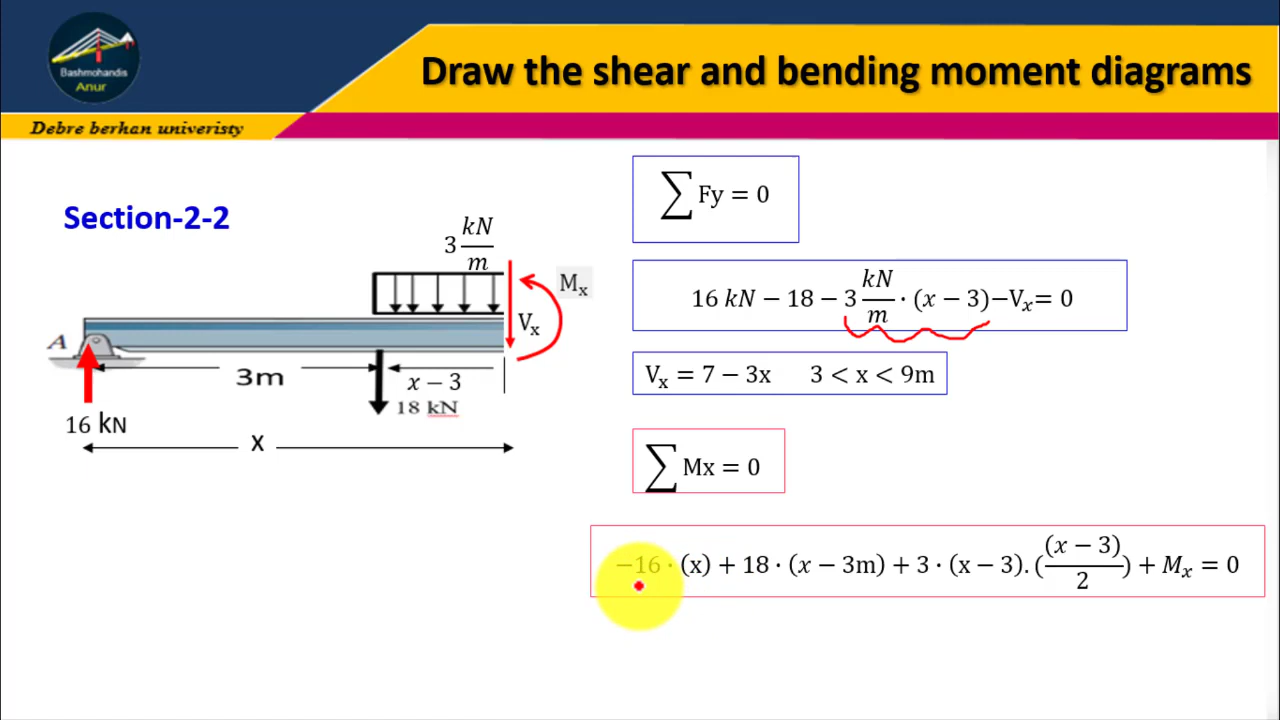 Bashmohandis
Anur
Draw the shear and bending moment diagrams
Debre berhan univeristy
Section-2-2
3 kN/m
Mₓ
Vₓ
A
3m
x − 3
18 kN
16 kN
x
∑ Fy = 0
16 kN − 18 − 3 kN/m · (x − 3)−Vₓ= 0
Vₓ = 7 − 3x 3 < x < 9m
∑ Mx = 0
−16 · (x) + 18 · (x − 3m) + 3 · (x − 3). ((x − 3)/2) + Mₓ = 0